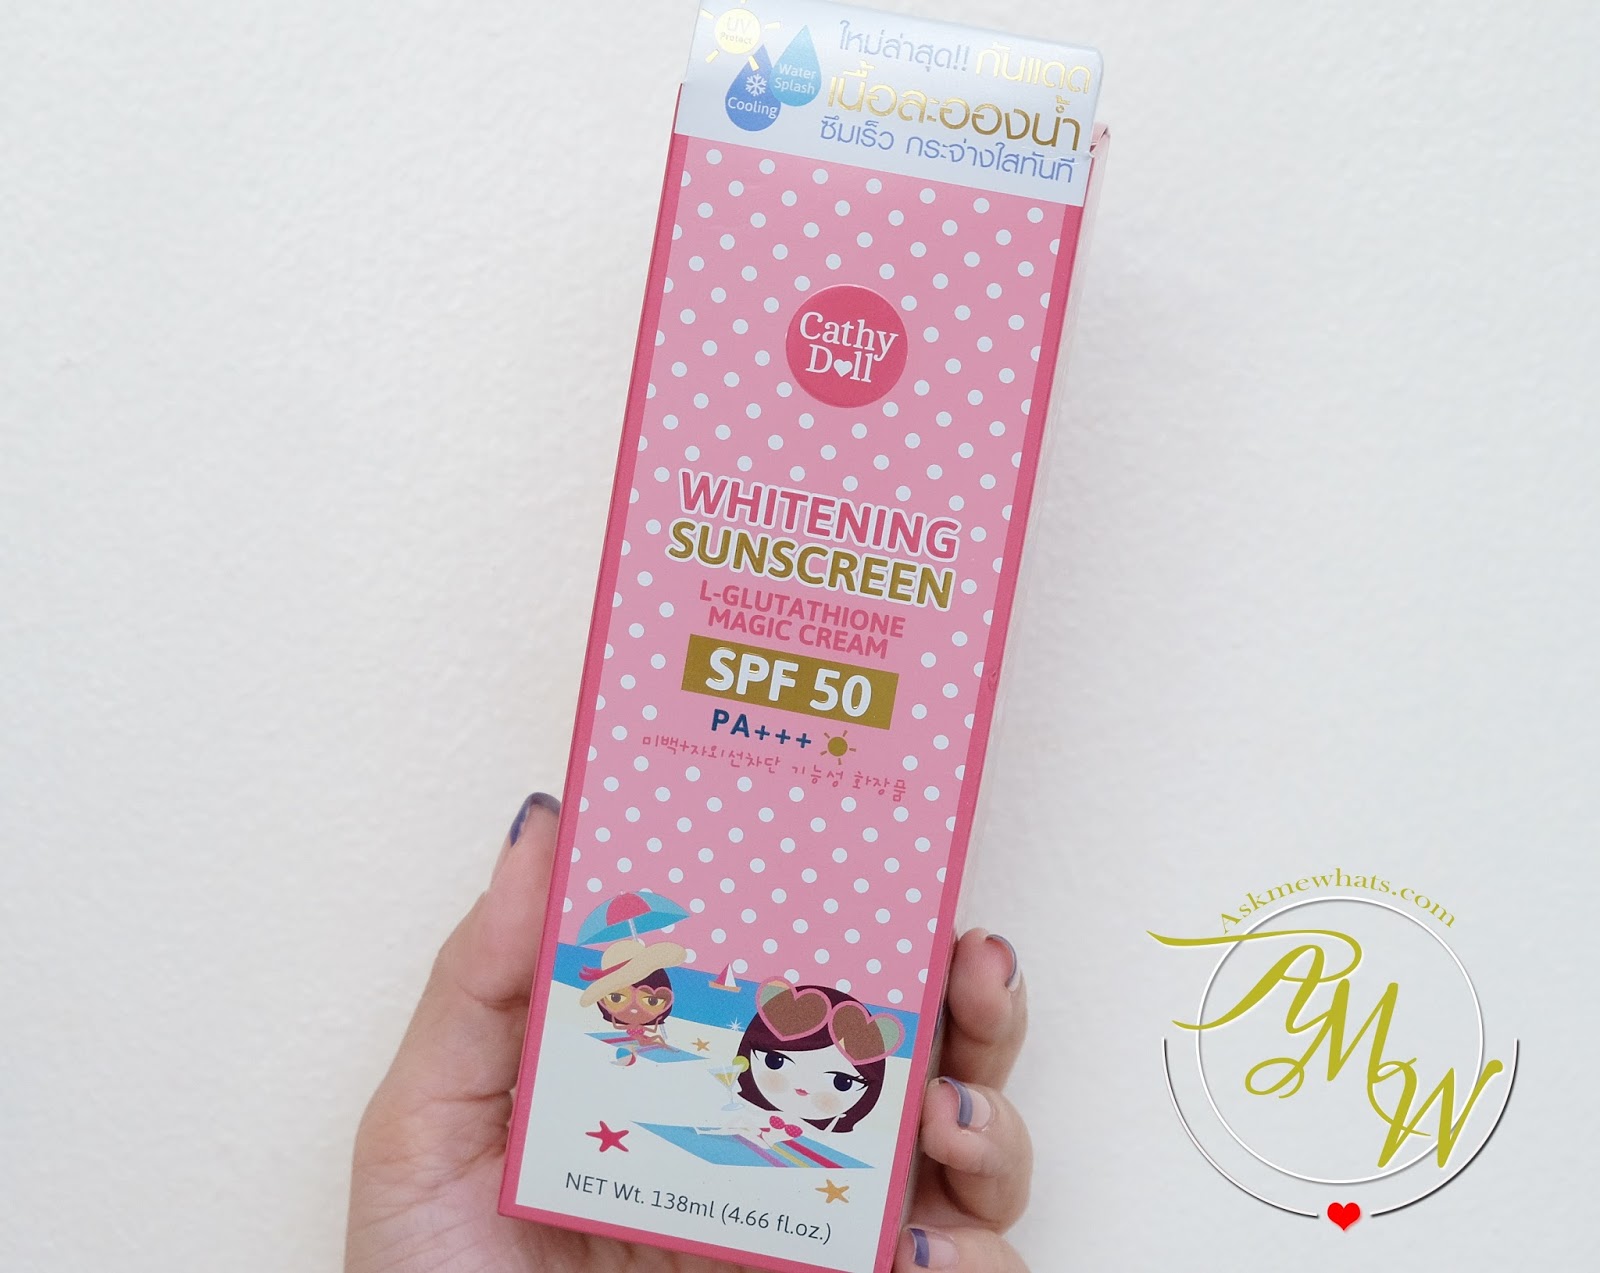 UV
Protect
Water
Splash
Cooling
ใหม่ล่าสุด!! กันแดด
เนื้อละอองน้ำ
ซึมเร็ว กระจ่างใสทันที
Cathy
Doll
WHITENING
SUNSCREEN
L-GLUTATHIONE
MAGIC CREAM
SPF 50
PA+++
미백+자외선차단 기능성 화장품
NET Wt. 138ml (4.66 fl.oz.)
Askmewhats.com
AMW